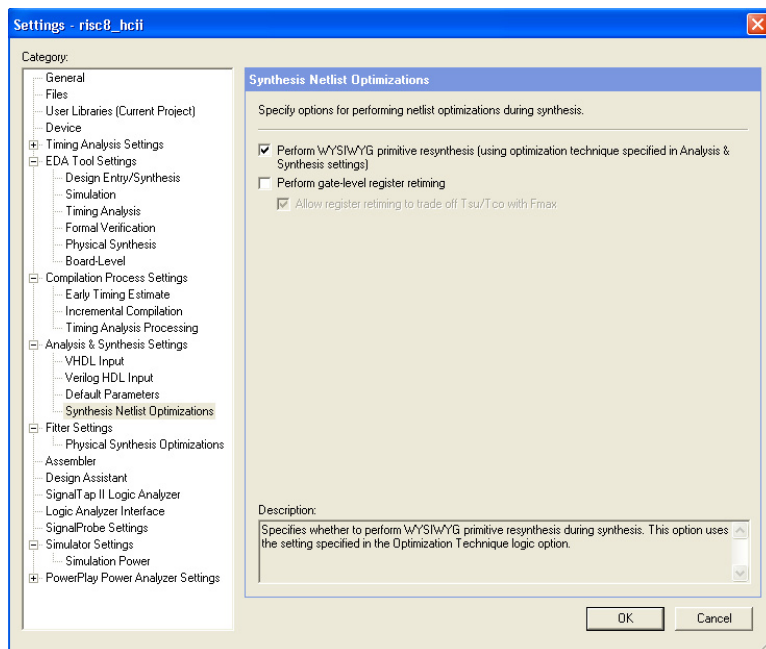 Settings - risc8_hcii
Category:
General
Files
User Libraries (Current Project)
Device
Timing Analysis Settings
EDA Tool Settings
Design Entry/Synthesis
Simulation
Timing Analysis
Formal Verification
Physical Synthesis
Board-Level
Compilation Process Settings
Early Timing Estimate
Incremental Compilation
Timing Analysis Processing
Analysis & Synthesis Settings
VHDL Input
Verilog HDL Input
Default Parameters
Synthesis Netlist Optimizations
Fitter Settings
Physical Synthesis Optimizations
Assembler
Design Assistant
SignalTap II Logic Analyzer
Logic Analyzer Interface
SignalProbe Settings
Simulator Settings
Simulation Power
PowerPlay Power Analyzer Settings
Synthesis Netlist Optimizations
Specify options for performing netlist optimizations during synthesis.
Perform WYSIWYG primitive resynthesis (using optimization technique specified in Analysis &
Synthesis settings)
Perform gate-level register retiming
Allow register retiming to trade off Tsu/Tco with Fmax
Description:
Specifies whether to perform WYSIWYG primitive resynthesis during synthesis. This option uses
the setting specified in the Optimization Technique logic option.
OK
Cancel